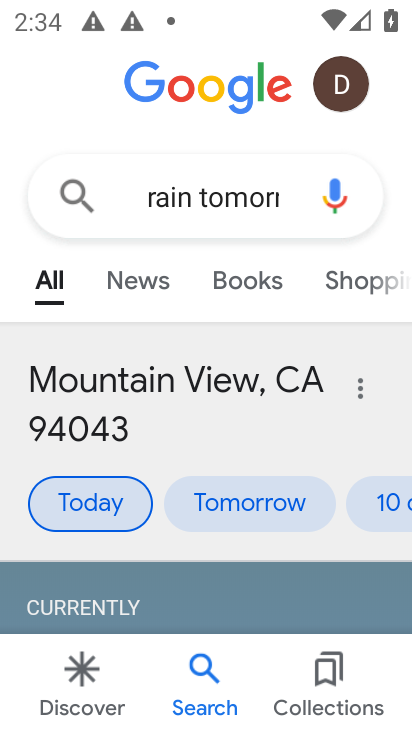 2:34
Google
D
rain tomorr
All News Books Shoppi
Mountain View, CA
94043
Today Tomorrow 10 d
CURRENTLY
Discover Search Collections